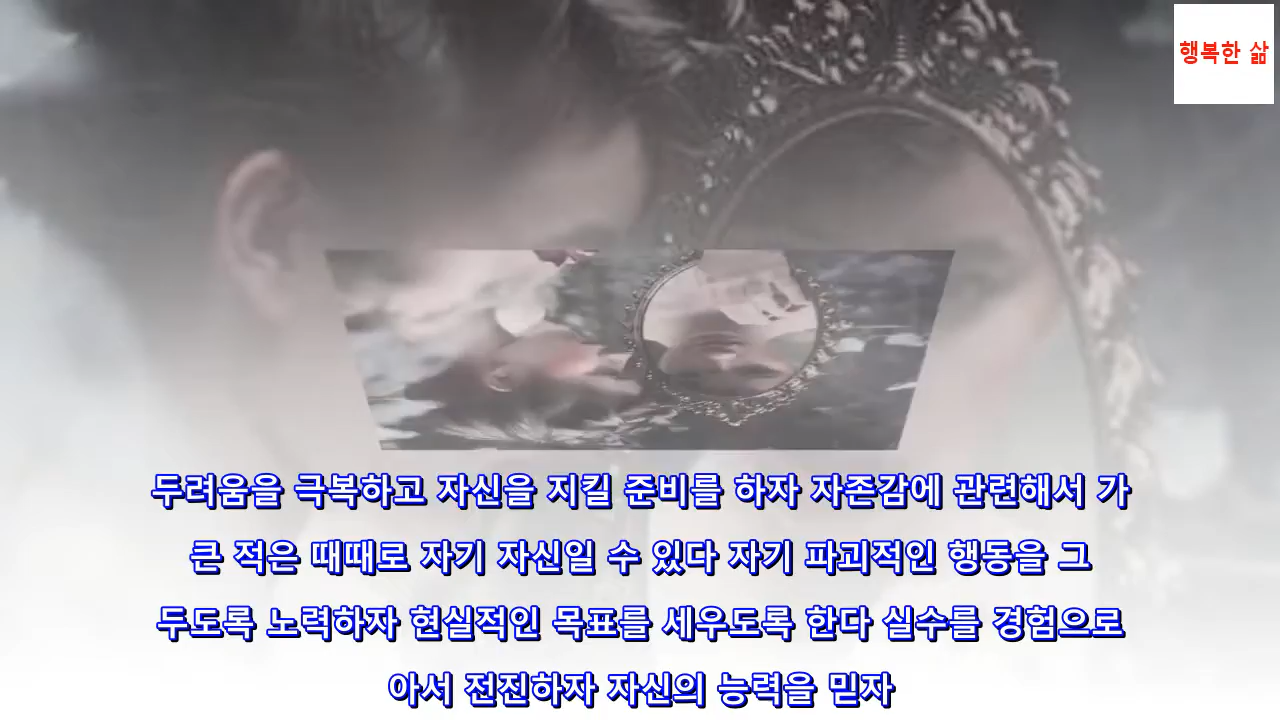 행복한 삶
두려움을 극복하고 자신을 지킬 준비를 하자 자존감에 관련해서 가
큰 적은 때때로 자기 자신일 수 있다 자기 파괴적인 행동을 그
두도록 노력하자 현실적인 목표를 세우도록 한다 실수를 경험으로
아서 전진하자 자신의 능력을 믿자